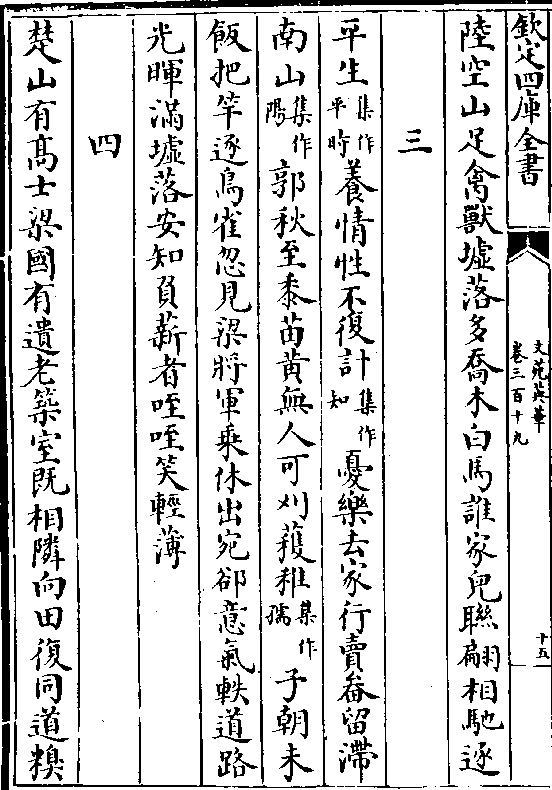 欽定四庫全書
文苑英華
卷三百十九
十五
陸空山足禽獸墟落多喬木白馬誰家兒聯翩相馳逐
三
平生集作平時養情性不復計集作知憂樂去家行賣畚留滯
南山集作陽郭秋至黍苗黄無人可刈穫稚集作孺子朝未
飯把竿逐鳥雀忽見梁將軍乗休出宛郤意氣軼道路
光暉滿墟落安知負薪者咥咥笑輕薄
四
楚山有髙士梁國有遺老築室既相隣向田復同道糗